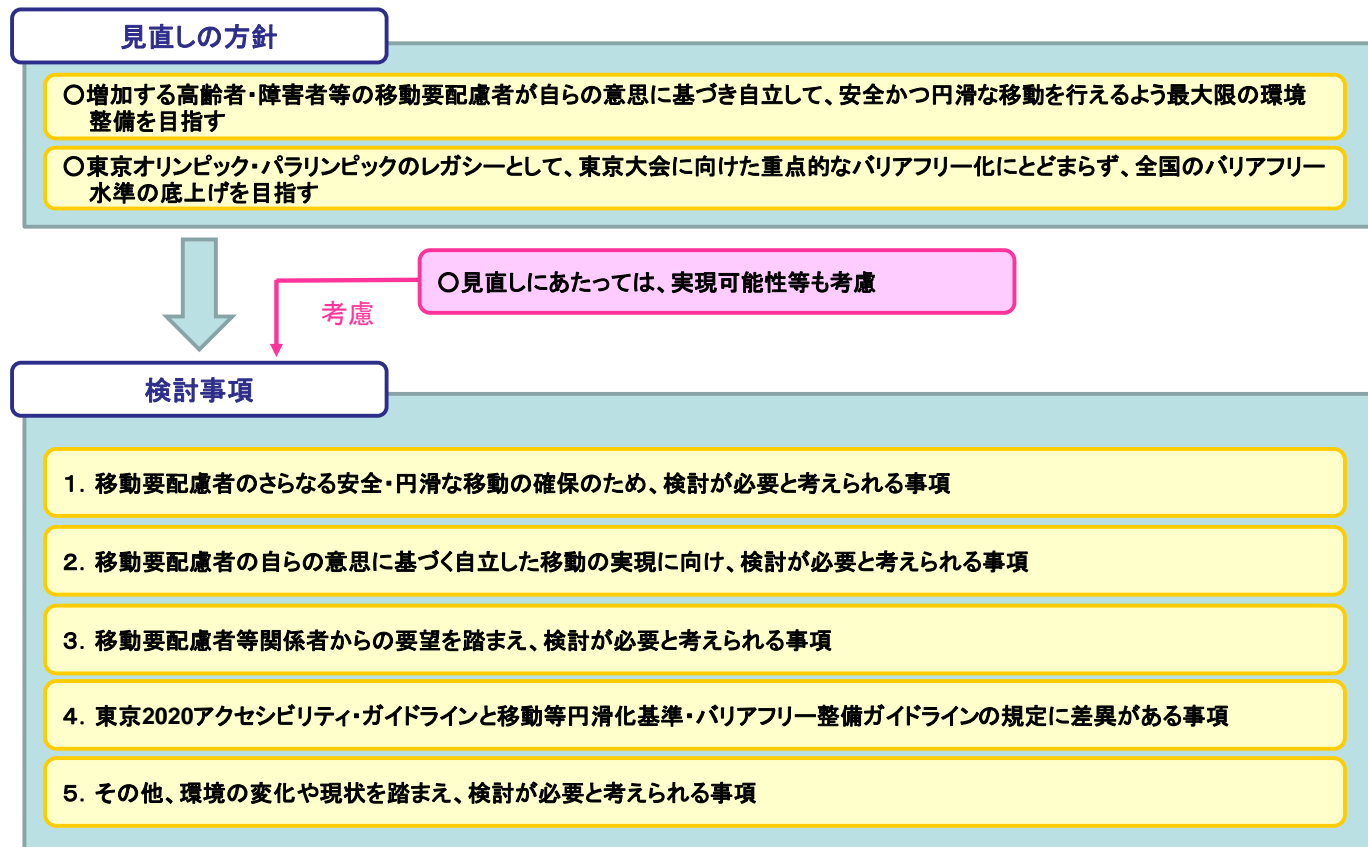 見直しの方針
○増加する高齢者・障害者等の移動要配慮者が自らの意思に基づき自立して、安全かつ円滑な移動を行えるよう最大限の環境
整備を目指す
○東京オリンピック・パラリンピックのレガシーとして、東京大会に向けた重点的なバリアフリー化にとどまらず、全国のバリアフリー
水準の底上げを目指す
○見直しにあたっては、実現可能性等も考慮
考慮
検討事項
１．移動要配慮者のさらなる安全・円滑な移動の確保のため、検討が必要と考えられる事項
２．移動要配慮者の自らの意思に基づく自立した移動の実現に向け、検討が必要と考えられる事項
３．移動要配慮者等関係者からの要望を踏まえ、検討が必要と考えられる事項
４．東京2020アクセシビリティ・ガイドラインと移動等円滑化基準・バリアフリー整備ガイドラインの規定に差異がある事項
５．その他、環境の変化や現状を踏まえ、検討が必要と考えられる事項